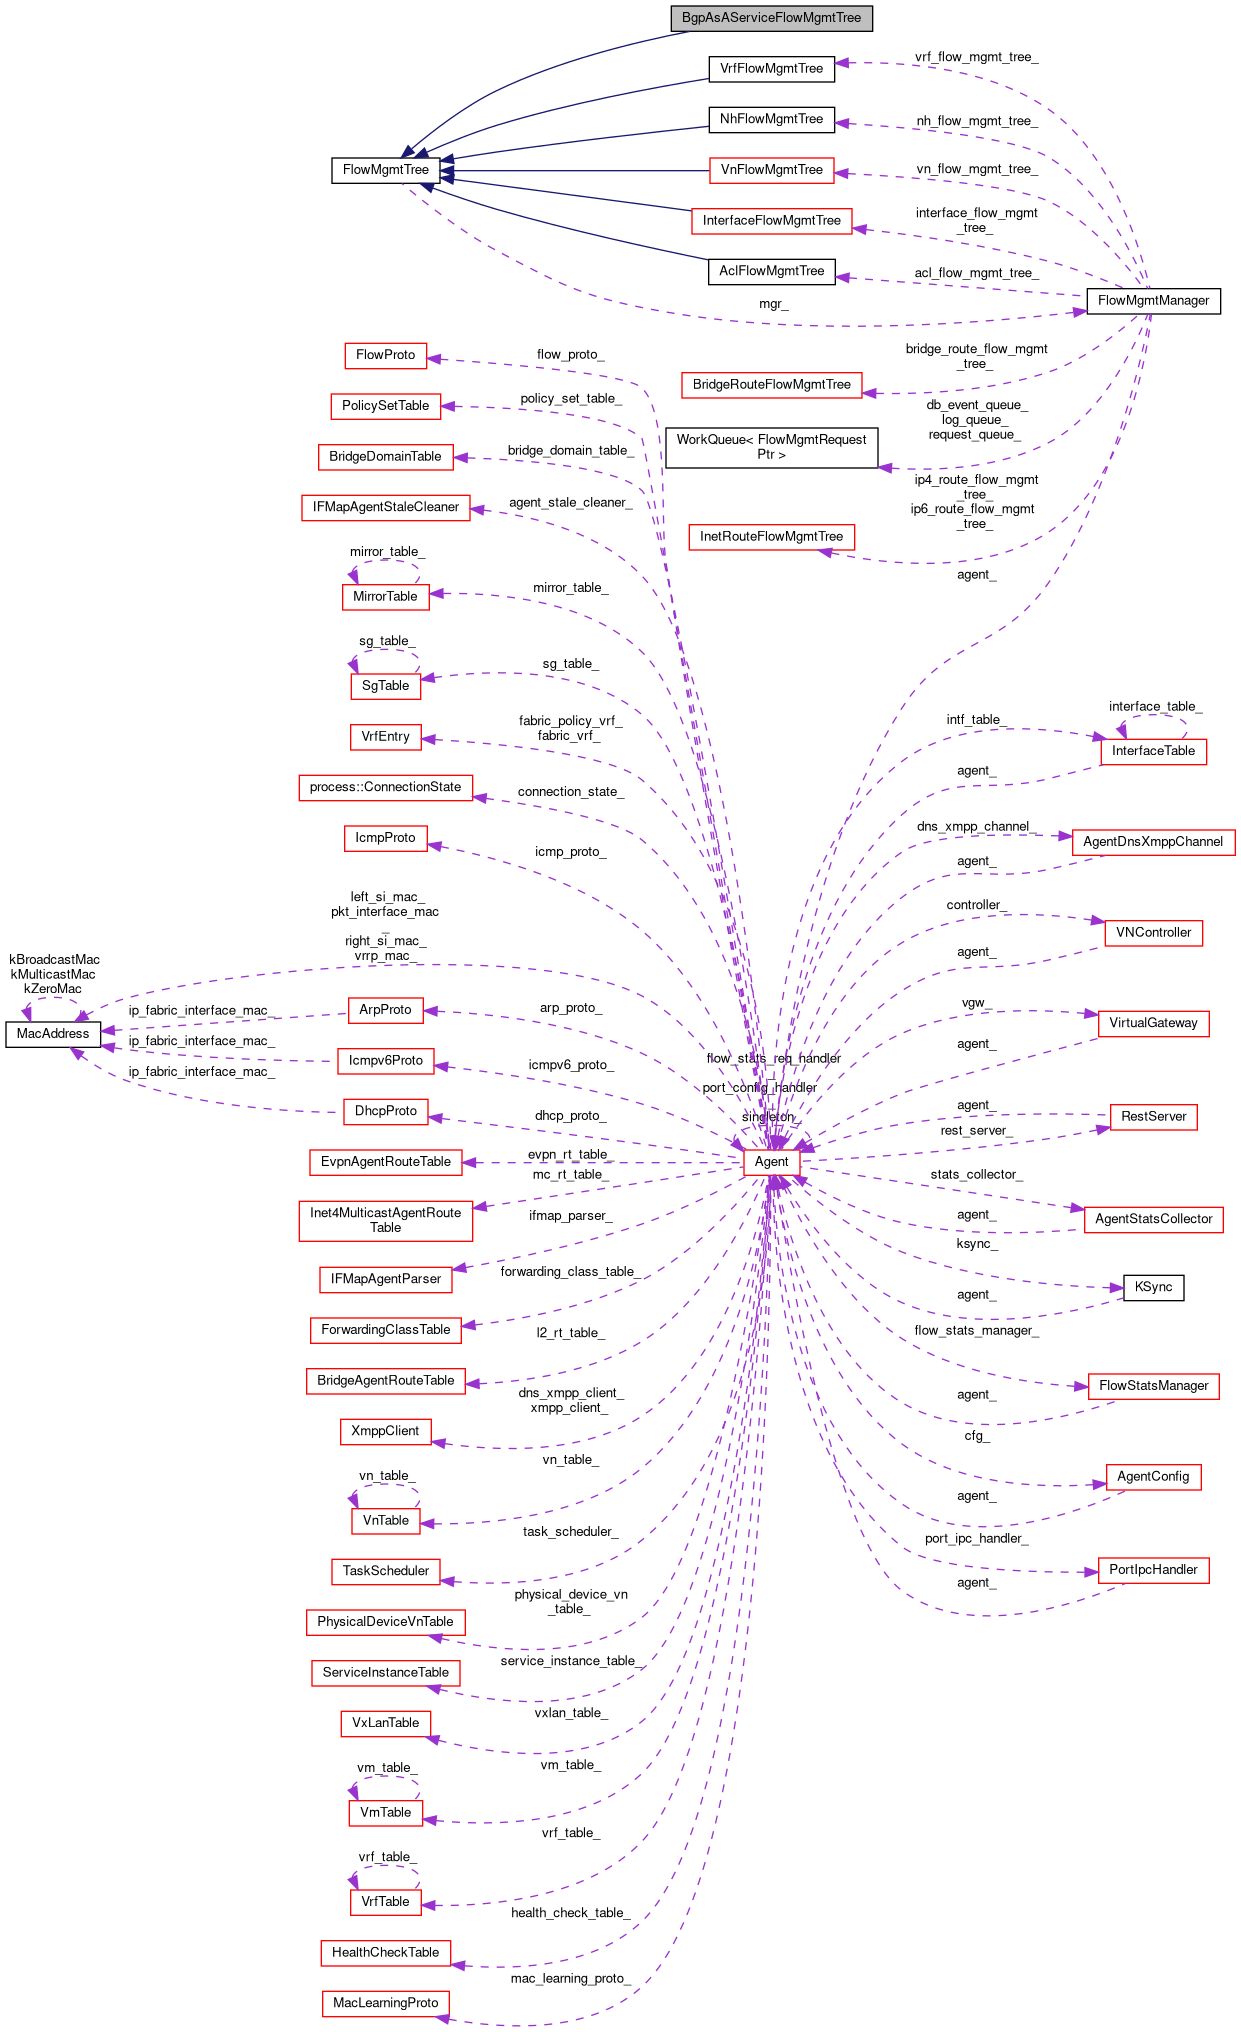 BgpAsAServiceFlowMgmtTree
vrf_flow_mgmt_tree_
VrfFlowMgmtTree
NhFlowMgmtTree
nh_flow_mgmt_tree_
FlowMgmtTree
VnFlowMgmtTree
vn_flow_mgmt_tree_
InterfaceFlowMgmtTree
interface_flow_mgmt
_tree_
AclFlowMgmtTree
acl_flow_mgmt_tree_
mgr_
FlowMgmtManager
FlowProto
flow_proto_
bridge_route_flow_mgmt
_tree_
BridgeRouteFlowMgmtTree
PolicySetTable
policy_set_table_
db_event_queue_
log_queue_
request_queue_
WorkQueue< FlowMgmtRequest
Ptr >
BridgeDomainTable
bridge_domain_table_
IFMapAgentStaleCleaner
agent_stale_cleaner_
ip4_route_flow_mgmt
_tree_
ip6_route_flow_mgmt
_tree_
InetRouteFlowMgmtTree
mirror_table_
MirrorTable
mirror_table_
agent_
sg_table_
SgTable
sg_table_
VrfEntry
fabric_policy_vrf_
fabric_vrf_
intf_table_
interface_table_
InterfaceTable
agent_
process::ConnectionState
connection_state_
IcmpProto
icmp_proto_
dns_xmpp_channel_
AgentDnsXmppChannel
agent_
left_si_mac_
pkt_interface_mac
_
right_si_mac_
vrrp_mac_
controller_
VNController
agent_
kBroadcastMac
kMulticastMac
kZeroMac
MacAddress
ip_fabric_interface_mac_
ArpProto
arp_proto_
vgw_
VirtualGateway
agent_
ip_fabric_interface_mac_
Icmpv6Proto
icmpv6_proto_
flow_stats_req_handler
_
port_config_handler
_
singleton_
ip_fabric_interface_mac_
DhcpProto
dhcp_proto_
agent_
RestServer
rest_server_
EvpnAgentRouteTable
evpn_rt_table_
Agent
mc_rt_table_
stats_collector_
Inet4MulticastAgentRoute
Table
ifmap_parser_
agent_
AgentStatsCollector
ksync_
IFMapAgentParser
forwarding_class_table_
KSync
agent_
ForwardingClassTable
l2_rt_table_
flow_stats_manager_
BridgeAgentRouteTable
dns_xmpp_client_
xmpp_client_
FlowStatsManager
agent_
XmppClient
cfg_
vn_table_
VnTable
vn_table_
AgentConfig
agent_
task_scheduler_
port_ipc_handler_
TaskScheduler
PortIpcHandler
agent_
physical_device_vn
_table_
PhysicalDeviceVnTable
service_instance_table_
ServiceInstanceTable
vxlan_table_
VxLanTable
vm_table_
vm_table_
VmTable
vrf_table_
vrf_table_
VrfTable
health_check_table_
HealthCheckTable
mac_learning_proto_
MacLearningProto